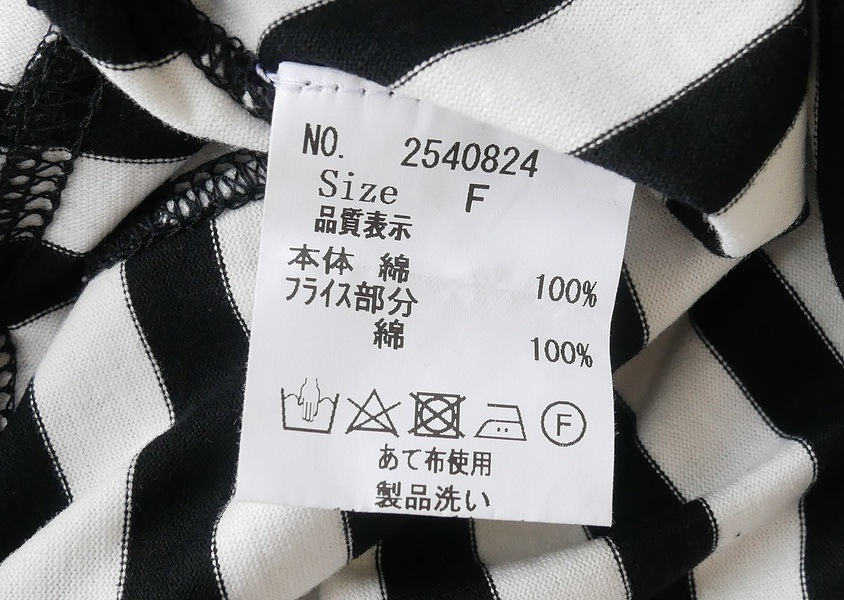 NO. 2540824
Size F
品質表示
本体 綿 100%
フライス部分
綿 100%
F
あて布使用
製品洗い